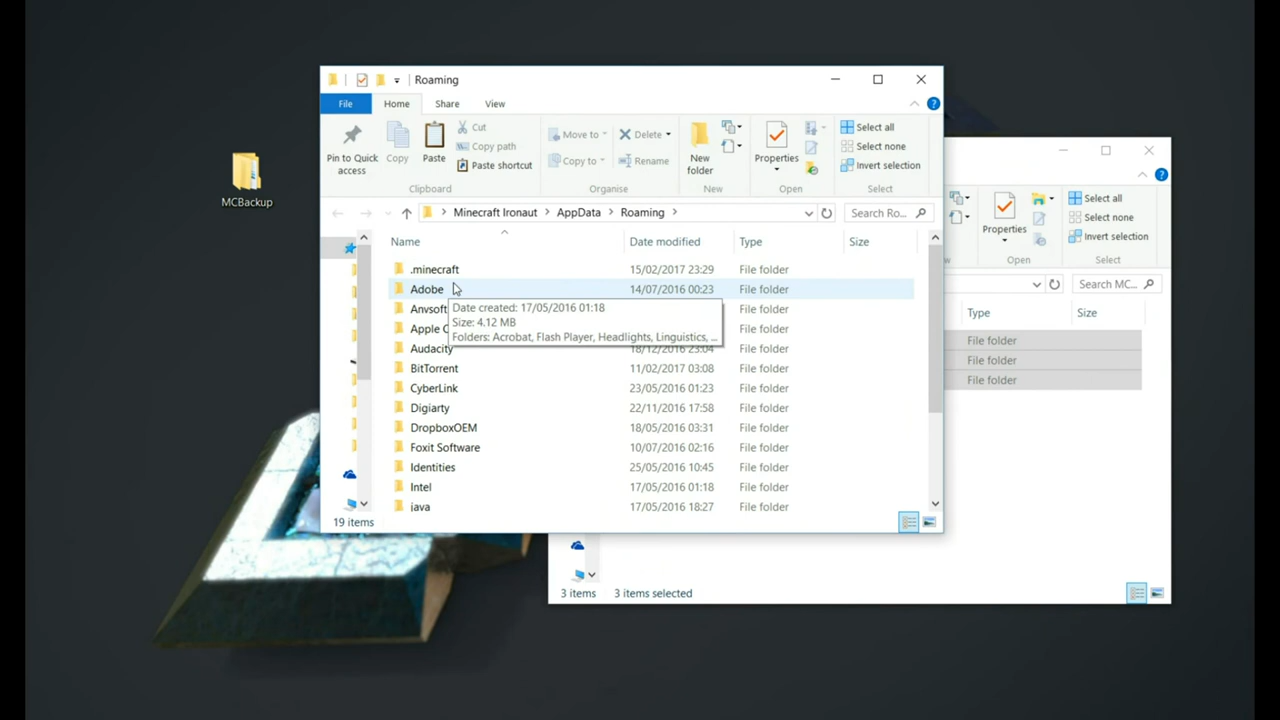 Roaming
File Home Share View
Pin to Quick access
Copy
Paste
Cut
Copy path
Paste shortcut
Clipboard
Move to
Copy to
Delete
Rename
Organise
New folder
New
Properties
Open
Select all
Select none
Invert selection
Select
Minecraft Ironaut > AppData > Roaming >
Search Ro...
Name Date modified Type Size
.minecraft 15/02/2017 23:29 File folder
Adobe 14/07/2016 00:23 File folder
Anvsoft File folder
Apple C File folder
Audacity 18/12/2016 23:04 File folder
BitTorrent 11/02/2017 03:08 File folder
CyberLink 23/05/2016 01:23 File folder
Digiarty 22/11/2016 17:58 File folder
DropboxOEM 18/05/2016 03:31 File folder
Foxit Software 10/07/2016 02:16 File folder
Identities 25/05/2016 10:45 File folder
Intel 17/05/2016 01:18 File folder
java 17/05/2016 18:27 File folder
19 items
Date created: 17/05/2016 01:18
Size: 4.12 MB
Folders: Acrobat, Flash Player, Headlights, Linguistics, ...
MCBackup
Properties
Open
Select all
Select none
Invert selection
Select
Search MC...
Type Size
File folder
File folder
File folder
3 items 3 items selected